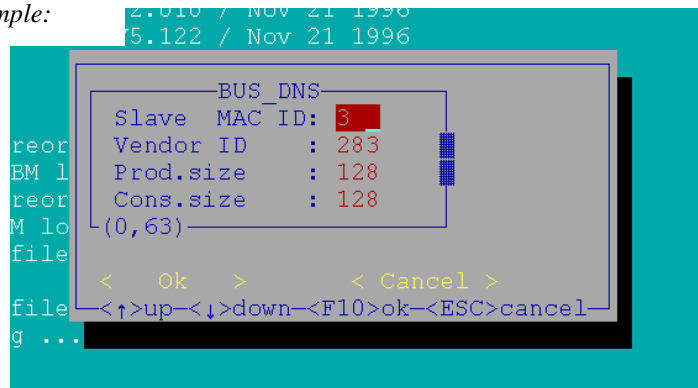 mple:
2.010 / Nov 21 1996
75.122 / Nov 21 1996
BUS_DNS
Slave MAC ID: 3
reor Vendor ID : 283
BM l Prod.size : 128
reor Cons.size : 128
M lo (0,63)
file
< Ok > < Cancel >
file <↑>up—<↓>down—<F10>ok—<ESC>cancel
g ...